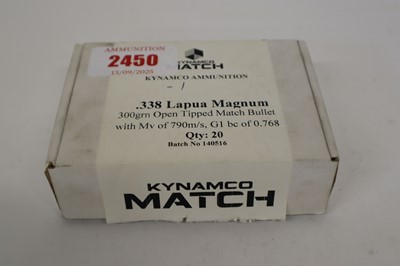 AMMUNITION
2450
13/09/2025
KYNAMCO
MATCH
KYNAMCO AMMUNITION
- 1
.338 Lapua Magnum
300grn Open Tipped Match Bullet
with Mv of 790m/s, G1 bc of 0.768
Qty: 20
Batch No 140516
KYNAMCO
MATCH